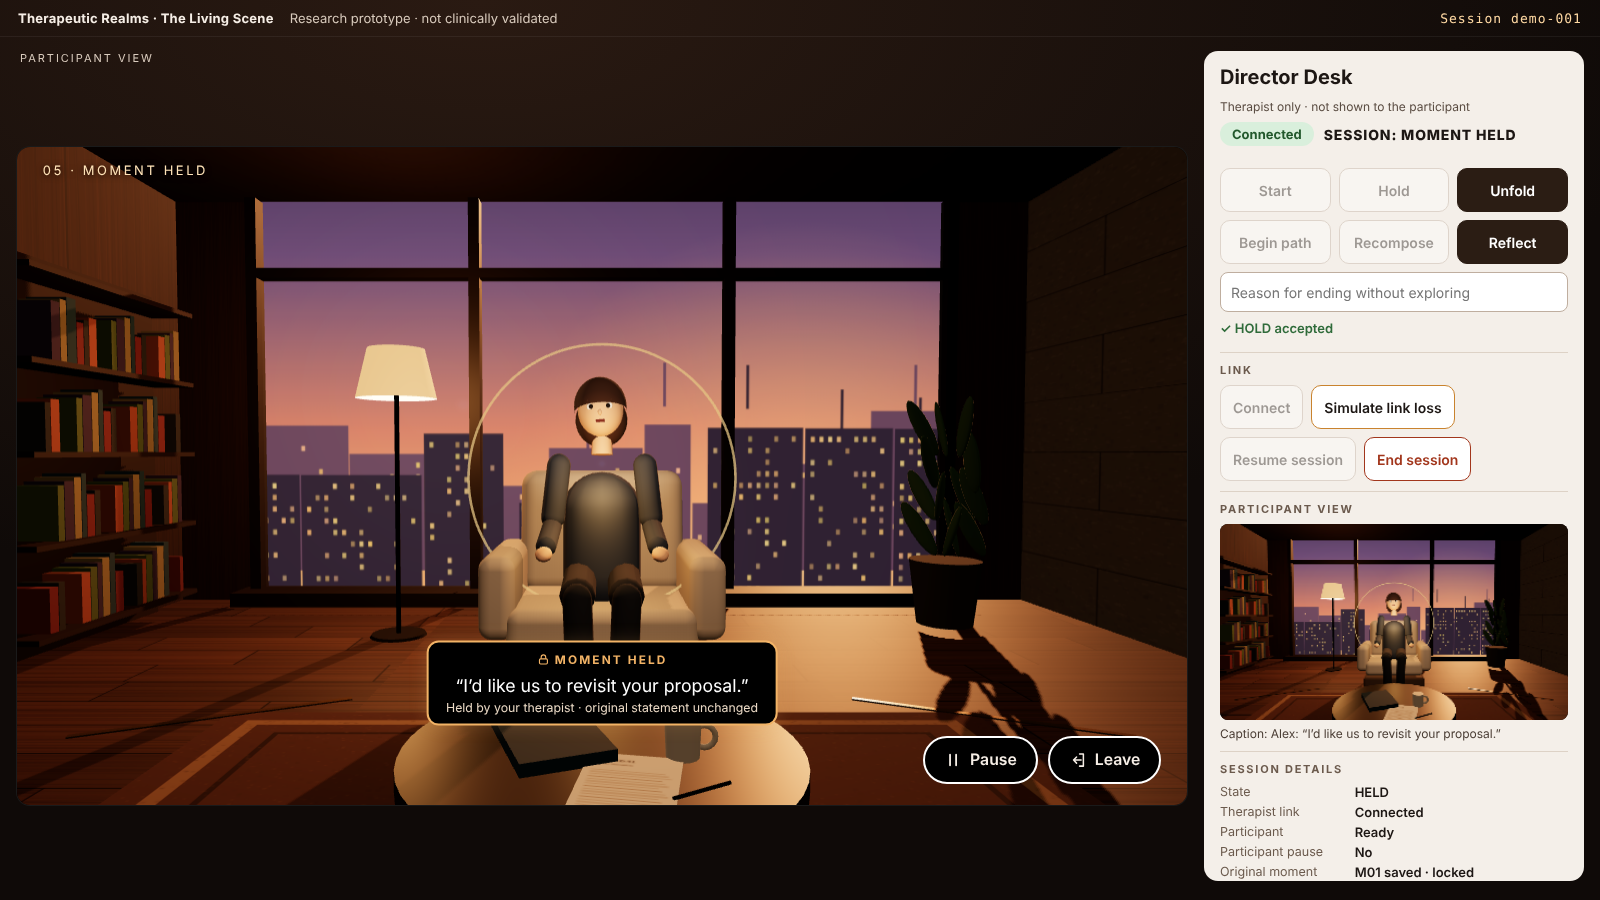 Therapeutic Realms · The Living Scene
Research prototype · not clinically validated
Session demo-001
PARTICIPANT VIEW
05 · MOMENT HELD
MOMENT HELD
“I’d like us to revisit your proposal.”
Held by your therapist · original statement unchanged
Pause
Leave
Director Desk
Therapist only · not shown to the participant
Connected
SESSION: MOMENT HELD
Start
Hold
Unfold
Begin path
Recompose
Reflect
Reason for ending without exploring
✓ HOLD accepted
LINK
Connect
Simulate link loss
Resume session
End session
PARTICIPANT VIEW
Caption: Alex: “I’d like us to revisit your proposal.”
SESSION DETAILS
State HELD
Therapist link Connected
Participant Ready
Participant pause No
Original moment M01 saved · locked